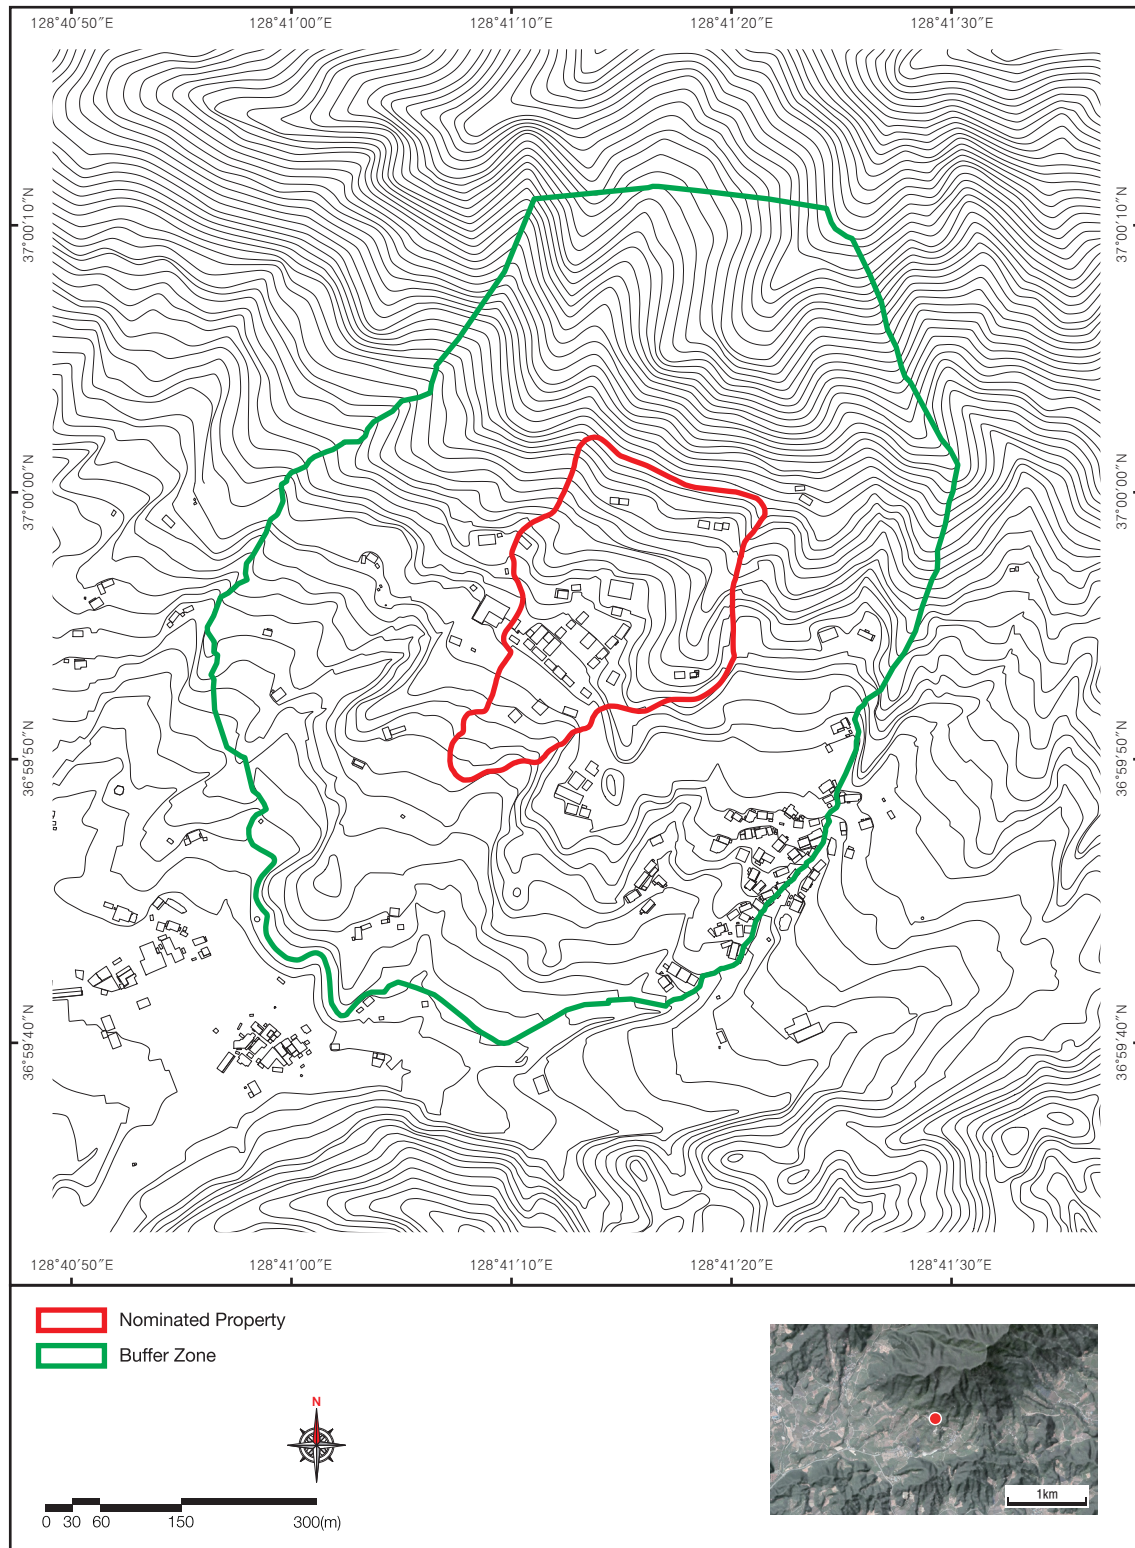 128°40′50″E 128°41′00″E 128°41′10″E 128°41′20″E 128°41′30″E
37°00′10″N 37°00′10″N
37°00′00″N 37°00′00″N
36°59′50″N 36°59′50″N
36°59′40″N 36°59′40″N
128°40′50″E 128°41′00″E 128°41′10″E 128°41′20″E 128°41′30″E
Nominated Property
Buffer Zone
N
0 30 60 150 300(m)
1km